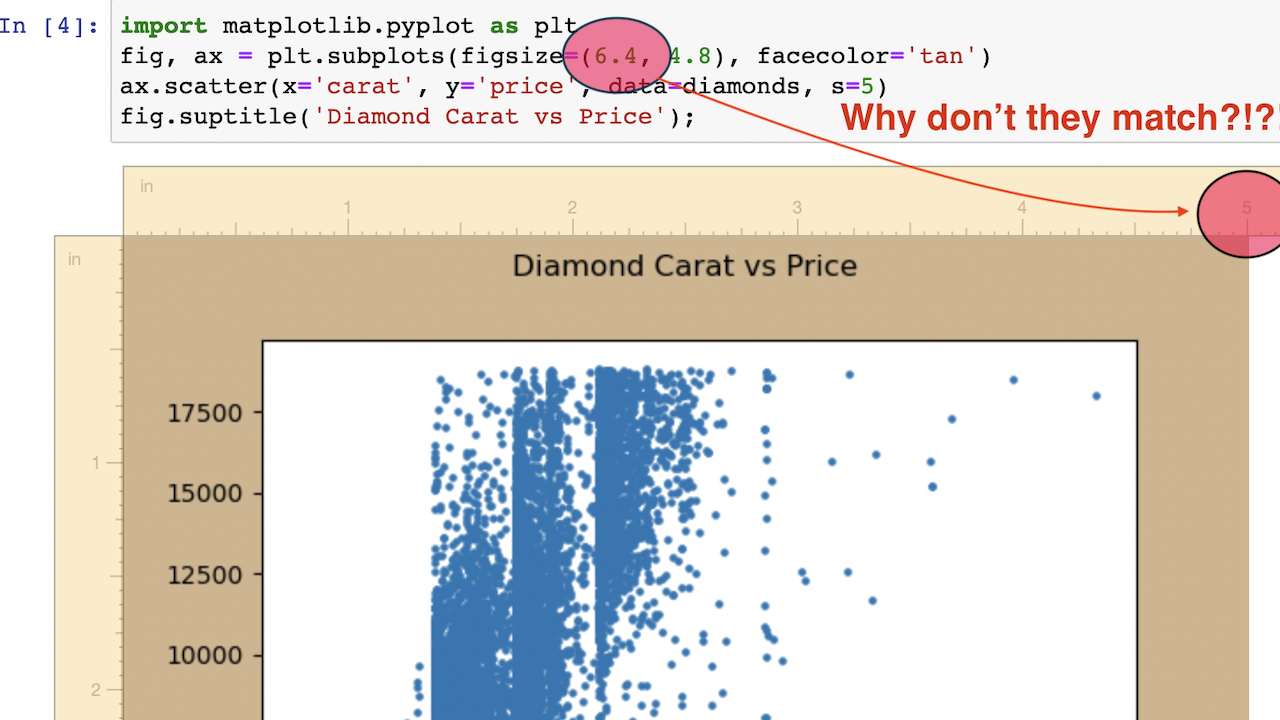 In [4]: import matplotlib.pyplot as plt
fig, ax = plt.subplots(figsize=(6.4, 4.8), facecolor='tan')
ax.scatter(x='carat', y='price', data=diamonds, s=5)
fig.suptitle('Diamond Carat vs Price');
Why don't they match?!?!
in
1 2 3 4 5
in
Diamond Carat vs Price
17500
1
15000
12500
10000
2